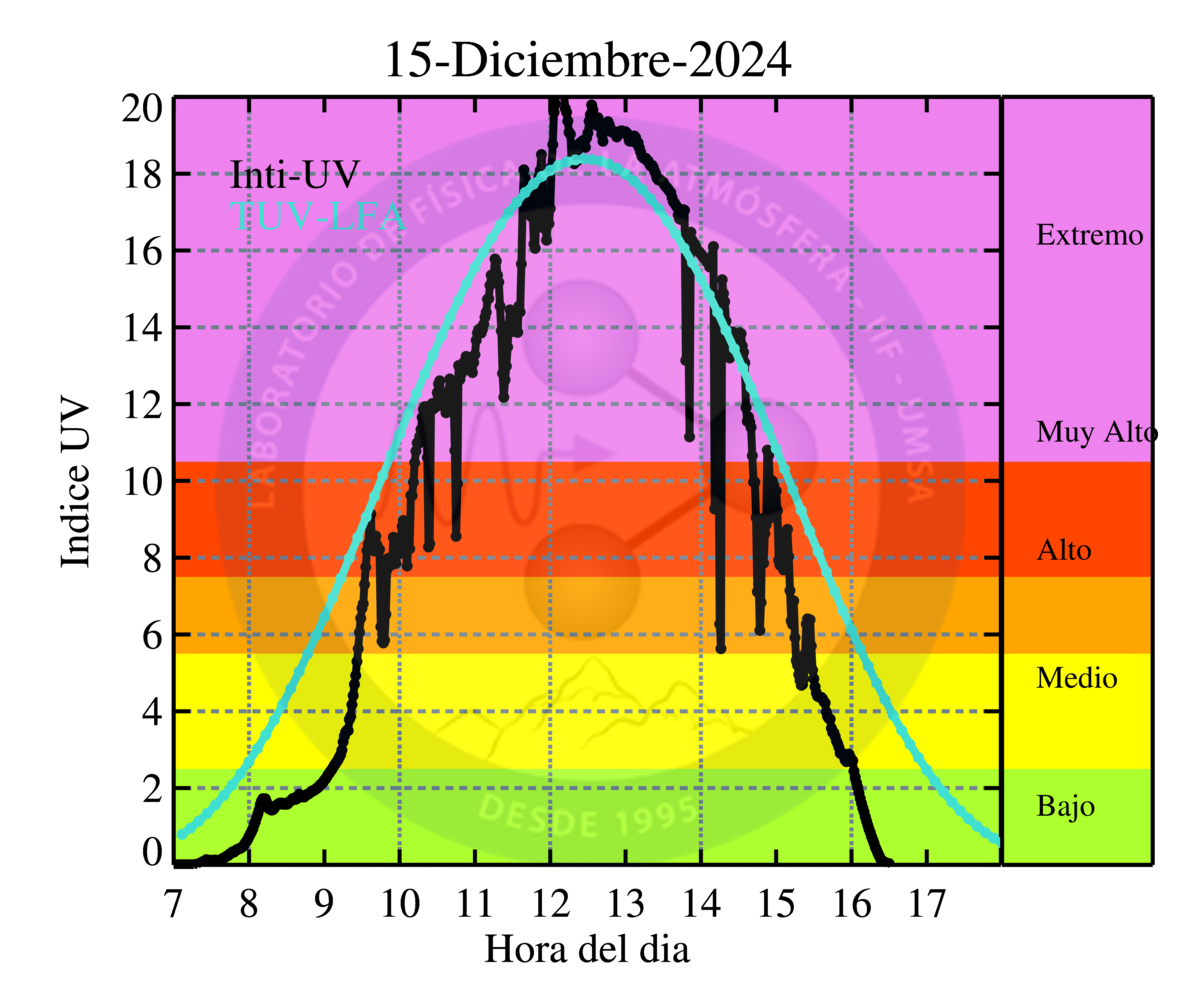 15-Diciembre-2024
Inti-UV
TUV-LFA
20
18
16
14
12
10
8
6
4
2
0
Indice UV
7 8 9 10 11 12 13 14 15 16 17
Hora del dia
Extremo
Muy Alto
Alto
Medio
Bajo
LABORATORIO DE FÍSICA DE LA ATMÓSFERA - IIF - UMSA
DESDE 1995